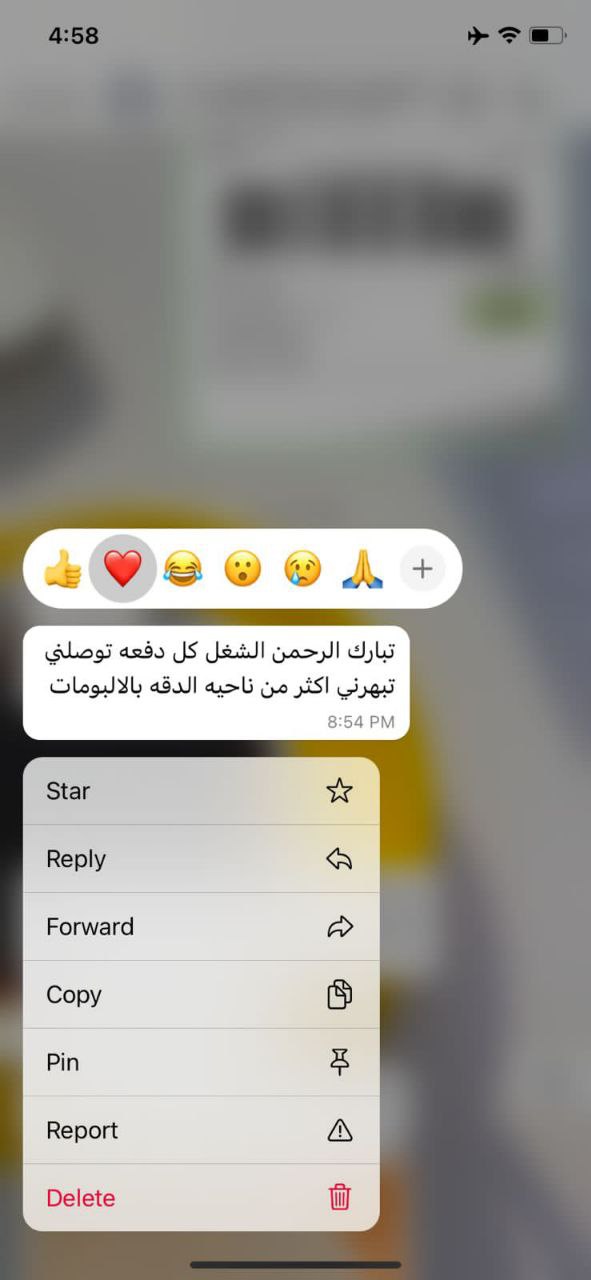 4:58
تبارك الرحمن الشغل كل دفعه توصلني
تبهرني اكثر من ناحيه الدقه بالالبومات
8:54 PM
Star
Reply
Forward
Copy
Pin
Report
Delete